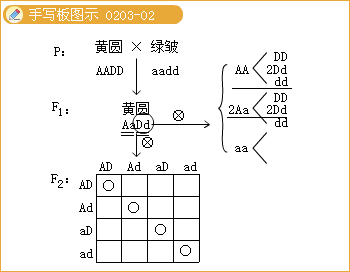 手写板图示 0203-02
P： 黄圆 × 绿皱
AADD aadd
F₁： 黄圆
AaDd
AA DD
2Dd
dd
2Aa DD
2Dd
dd
aa
F₂： AD Ad aD ad
AD
Ad
aD
ad